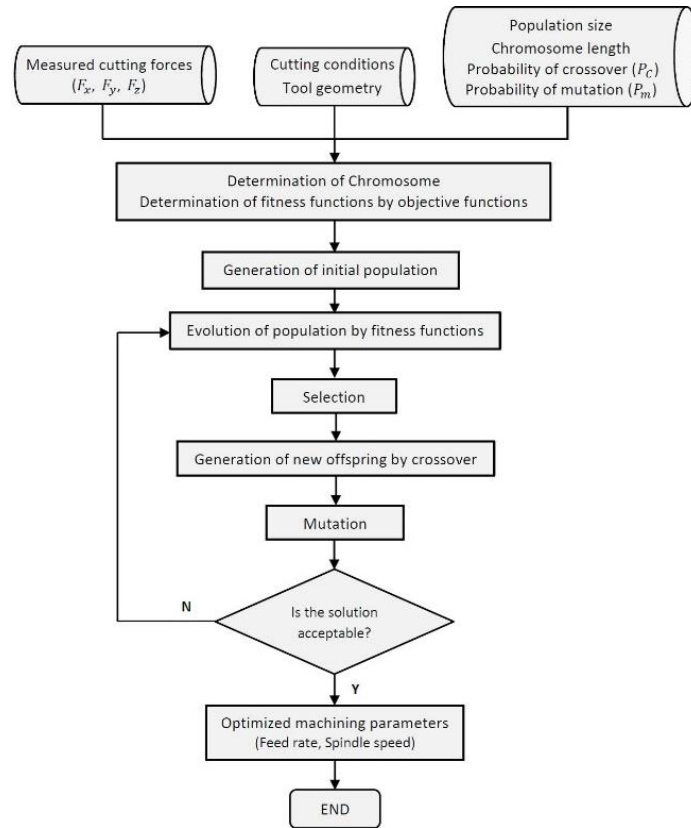 Measured cutting forces
(Fx, Fy, Fz)
Cutting conditions
Tool geometry
Population size
Chromosome length
Probability of crossover (PC)
Probability of mutation (Pm)
Determination of Chromosome
Determination of fitness functions by objective functions
Generation of initial population
Evolution of population by fitness functions
Selection
Generation of new offspring by crossover
Mutation
N
Is the solution
acceptable?
Y
Optimized machining parameters
(Feed rate, Spindle speed)
END